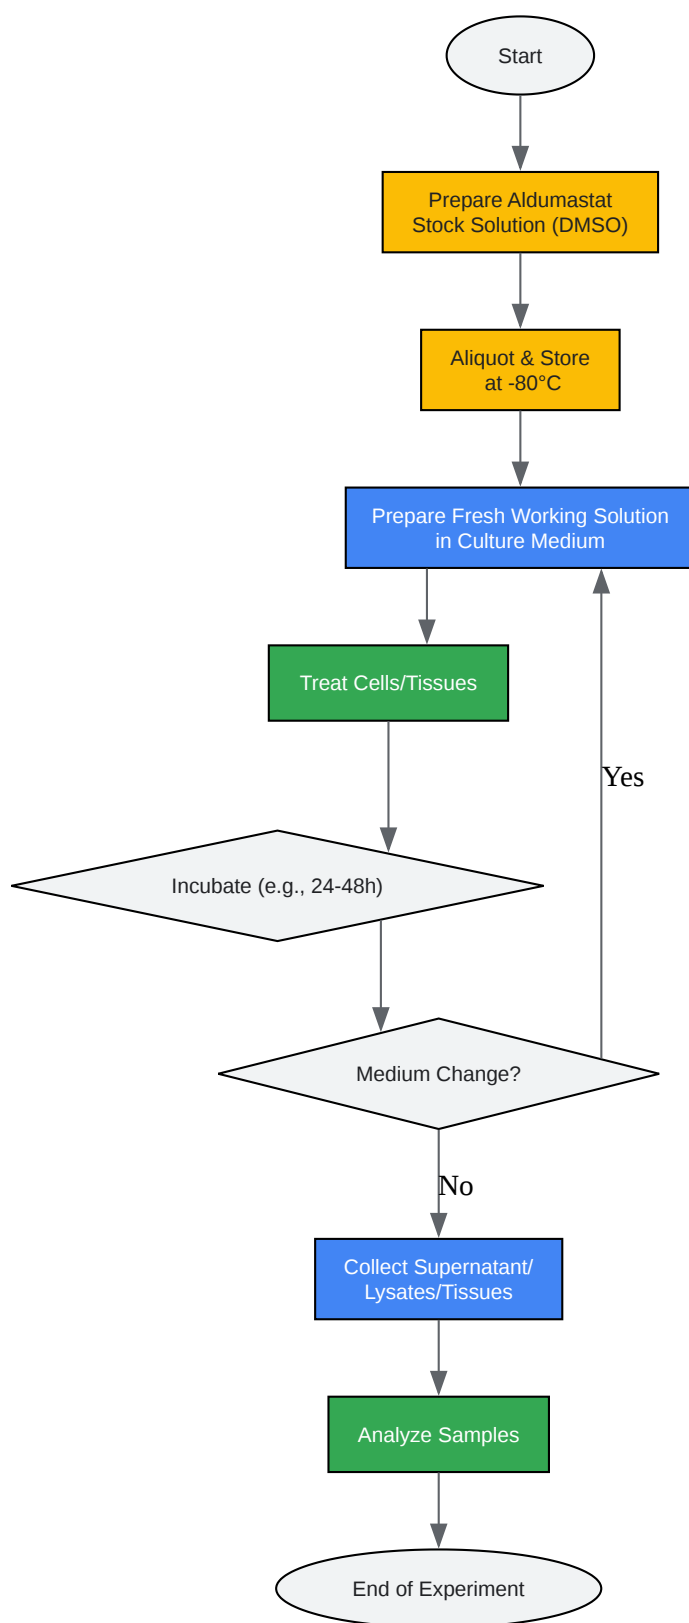 Start
Prepare Aldumastat
Stock Solution (DMSO)
Aliquot & Store
at -80°C
Prepare Fresh Working Solution
in Culture Medium
Treat Cells/Tissues
Yes
Incubate (e.g., 24-48h)
Medium Change?
No
Collect Supernatant/
Lysates/Tissues
Analyze Samples
End of Experiment